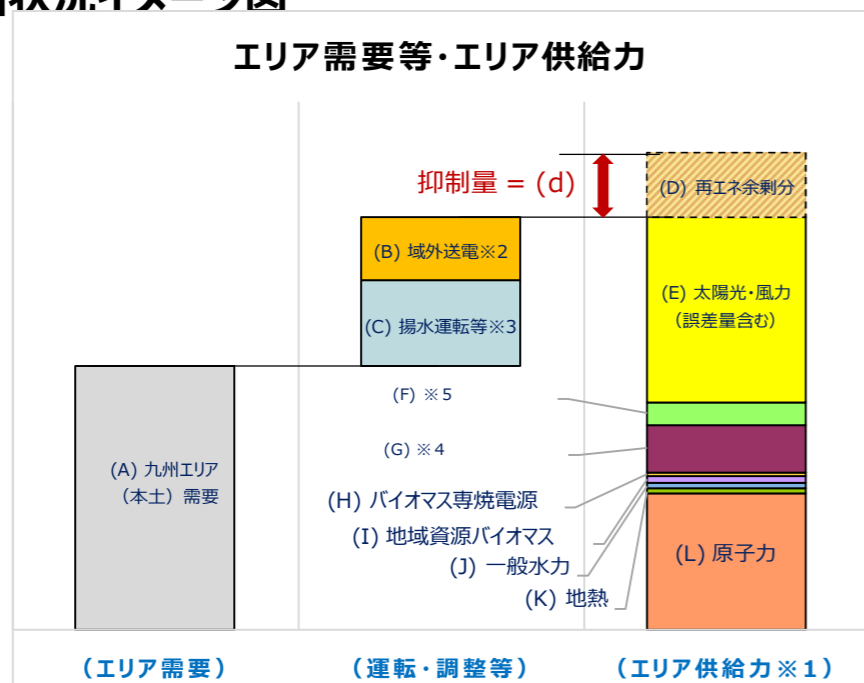 エリア需要等・エリア供給力
抑制量 = (d)
(D) 再エネ余剰分
(B) 域外送電※2
(E) 太陽光・風力
（誤差量含む）
(C) 揚水運転等※3
(F) ※5
(G) ※4
(A) 九州エリア
（本土）需要
(H) バイオマス専焼電源
(I) 地域資源バイオマス
(J) 一般水力
(K) 地熱
(L) 原子力
（エリア需要）
（運転・調整等）
（エリア供給力※1）